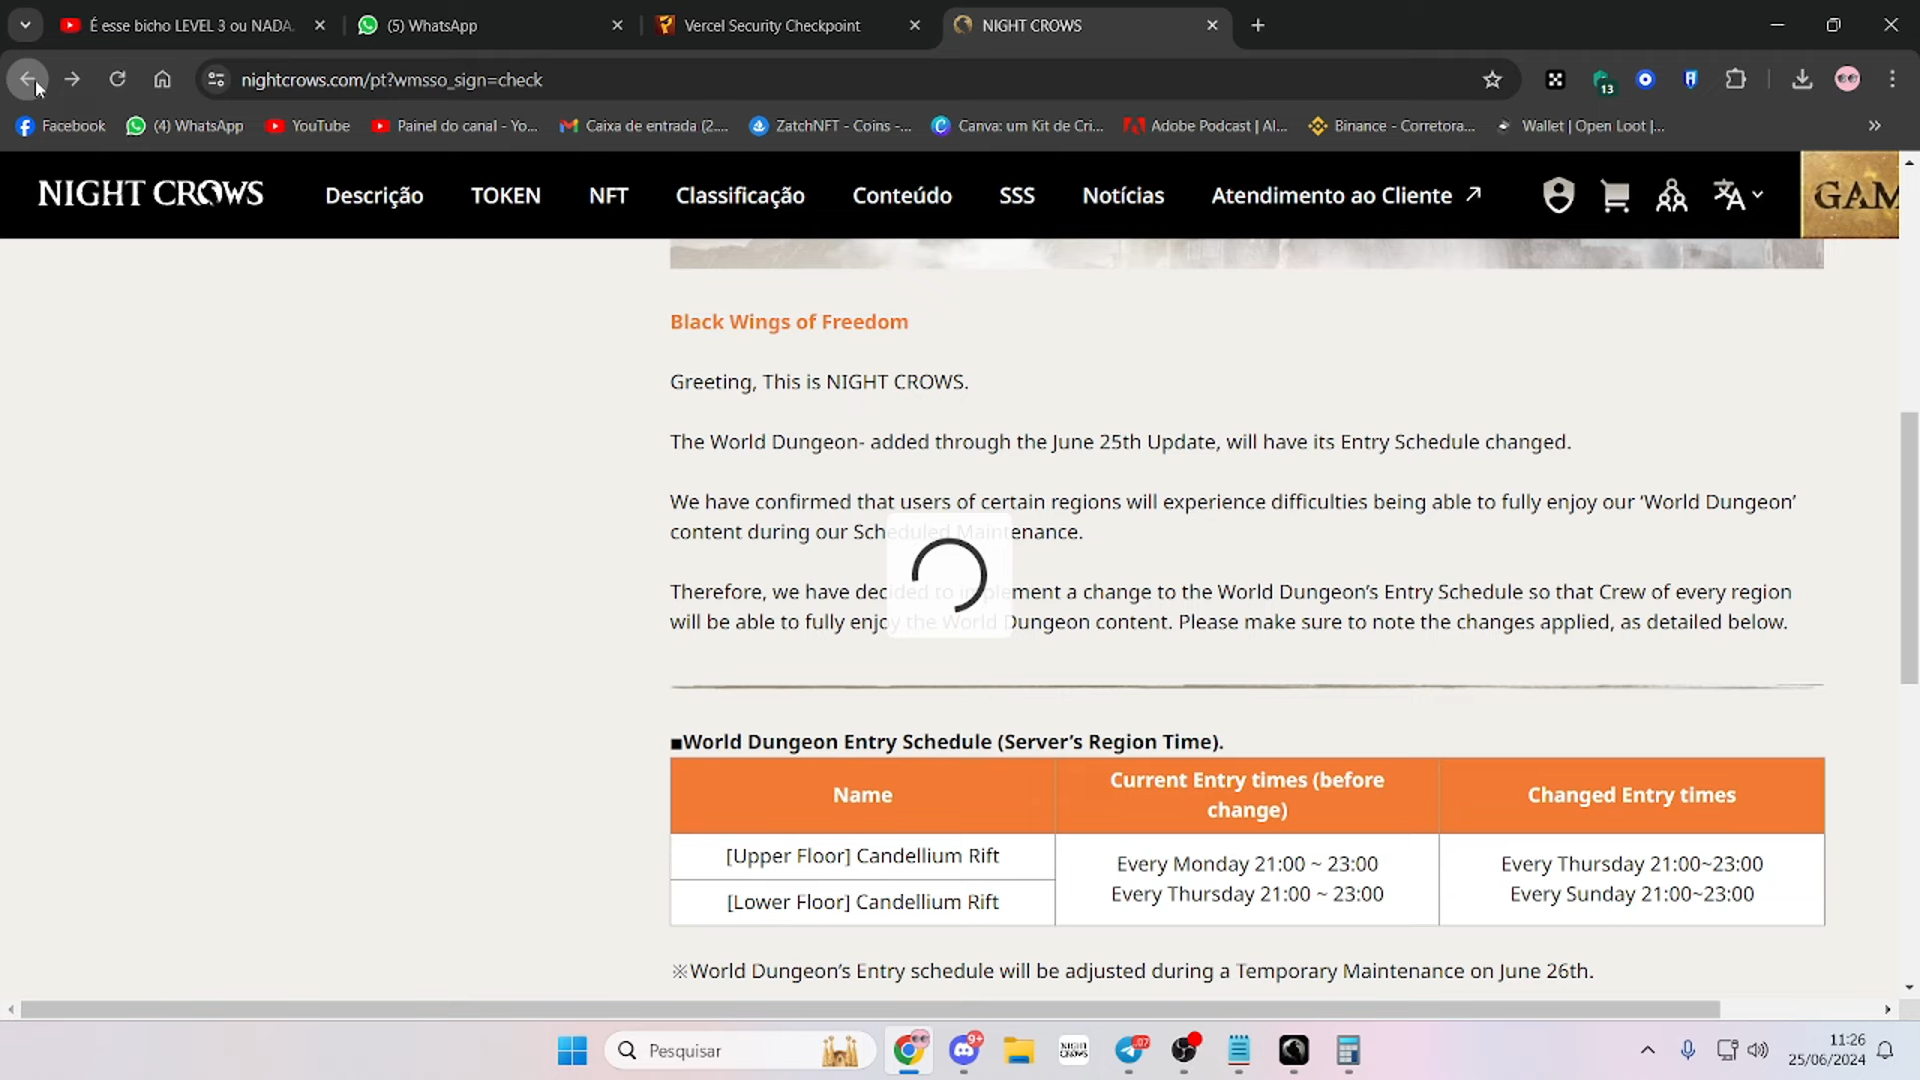 É esse bicho LEVEL 3 ou NADA.
(5) WhatsApp
Vercel Security Checkpoint
NIGHT CROWS
nightcrows.com/pt?wmsso_sign=check
13
Facebook
(4) WhatsApp
YouTube
Painel do canal - Yo...
Caixa de entrada (2....
ZatchNFT - Coins -...
Canva: um Kit de Cri...
Adobe Podcast | AI...
Binance - Corretora...
Wallet | Open Loot |...
NIGHT CROWS
Descrição
TOKEN
NFT
Classificação
Conteúdo
SSS
Notícias
Atendimento ao Cliente
GAM
Black Wings of Freedom
Greeting, This is NIGHT CROWS.
The World Dungeon- added through the June 25th Update, will have its Entry Schedule changed.
We have confirmed that users of certain regions will experience difficulties being able to fully enjoy our ‘World Dungeon’
content during our Scheduled Maintenance.
Therefore, we have decided to implement a change to the World Dungeon’s Entry Schedule so that Crew of every region
will be able to fully enjoy the World Dungeon content. Please make sure to note the changes applied, as detailed below.
■World Dungeon Entry Schedule (Server’s Region Time).
Name
Current Entry times (before
change)
Changed Entry times
[Upper Floor] Candellium Rift
[Lower Floor] Candellium Rift
Every Monday 21:00 ~ 23:00
Every Thursday 21:00 ~ 23:00
Every Thursday 21:00~23:00
Every Sunday 21:00~23:00
※World Dungeon’s Entry schedule will be adjusted during a Temporary Maintenance on June 26th.
Pesquisar
9+
NIGHT
CROWS
11:26
25/06/2024